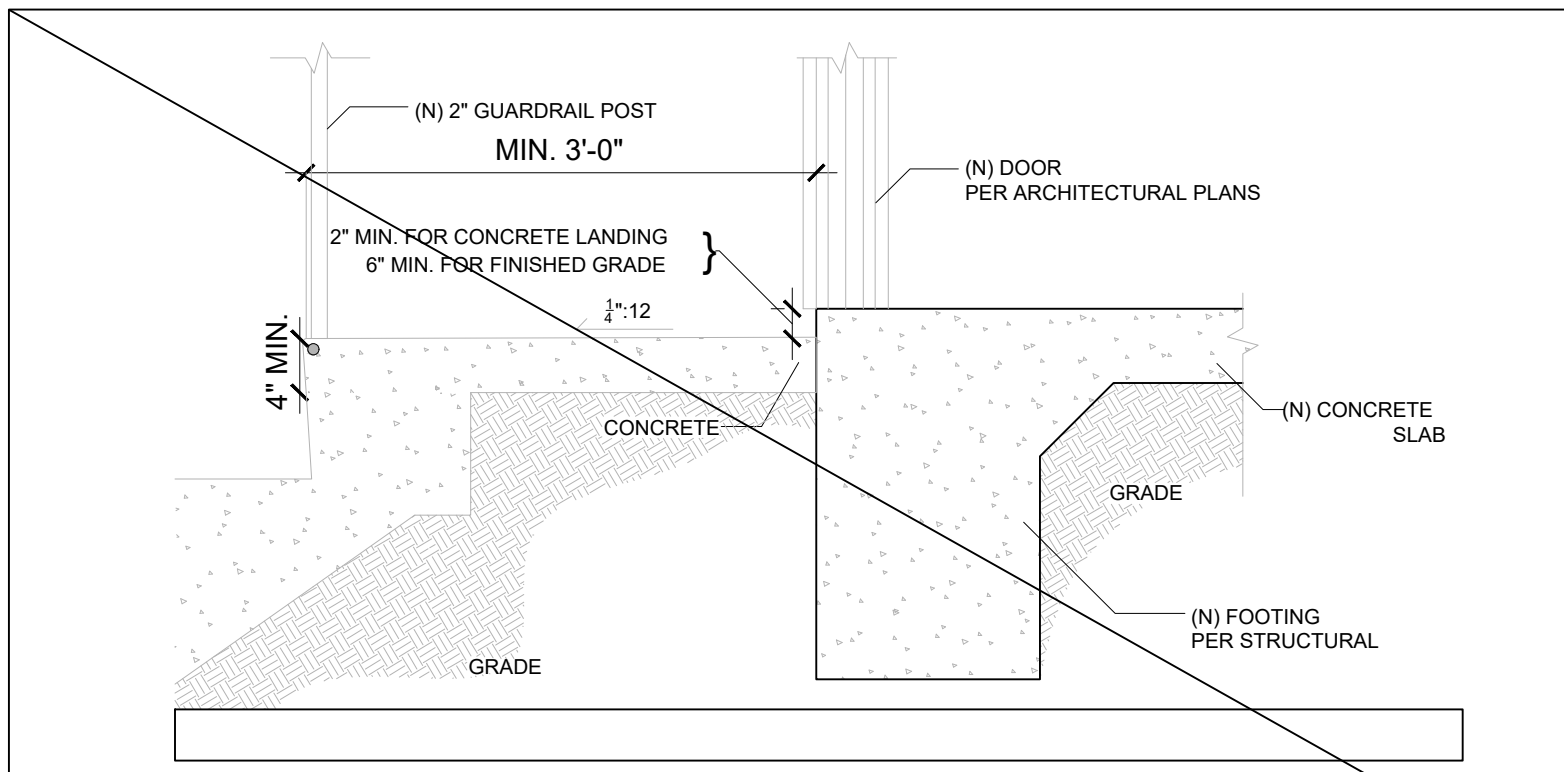 (N) 2" GUARDRAIL POST
MIN. 3'-0"
(N) DOOR
PER ARCHITECTURAL PLANS
2" MIN. FOR CONCRETE LANDING
6" MIN. FOR FINISHED GRADE
1/4":12
4" MIN.
CONCRETE
(N) CONCRETE
SLAB
GRADE
(N) FOOTING
PER STRUCTURAL
GRADE